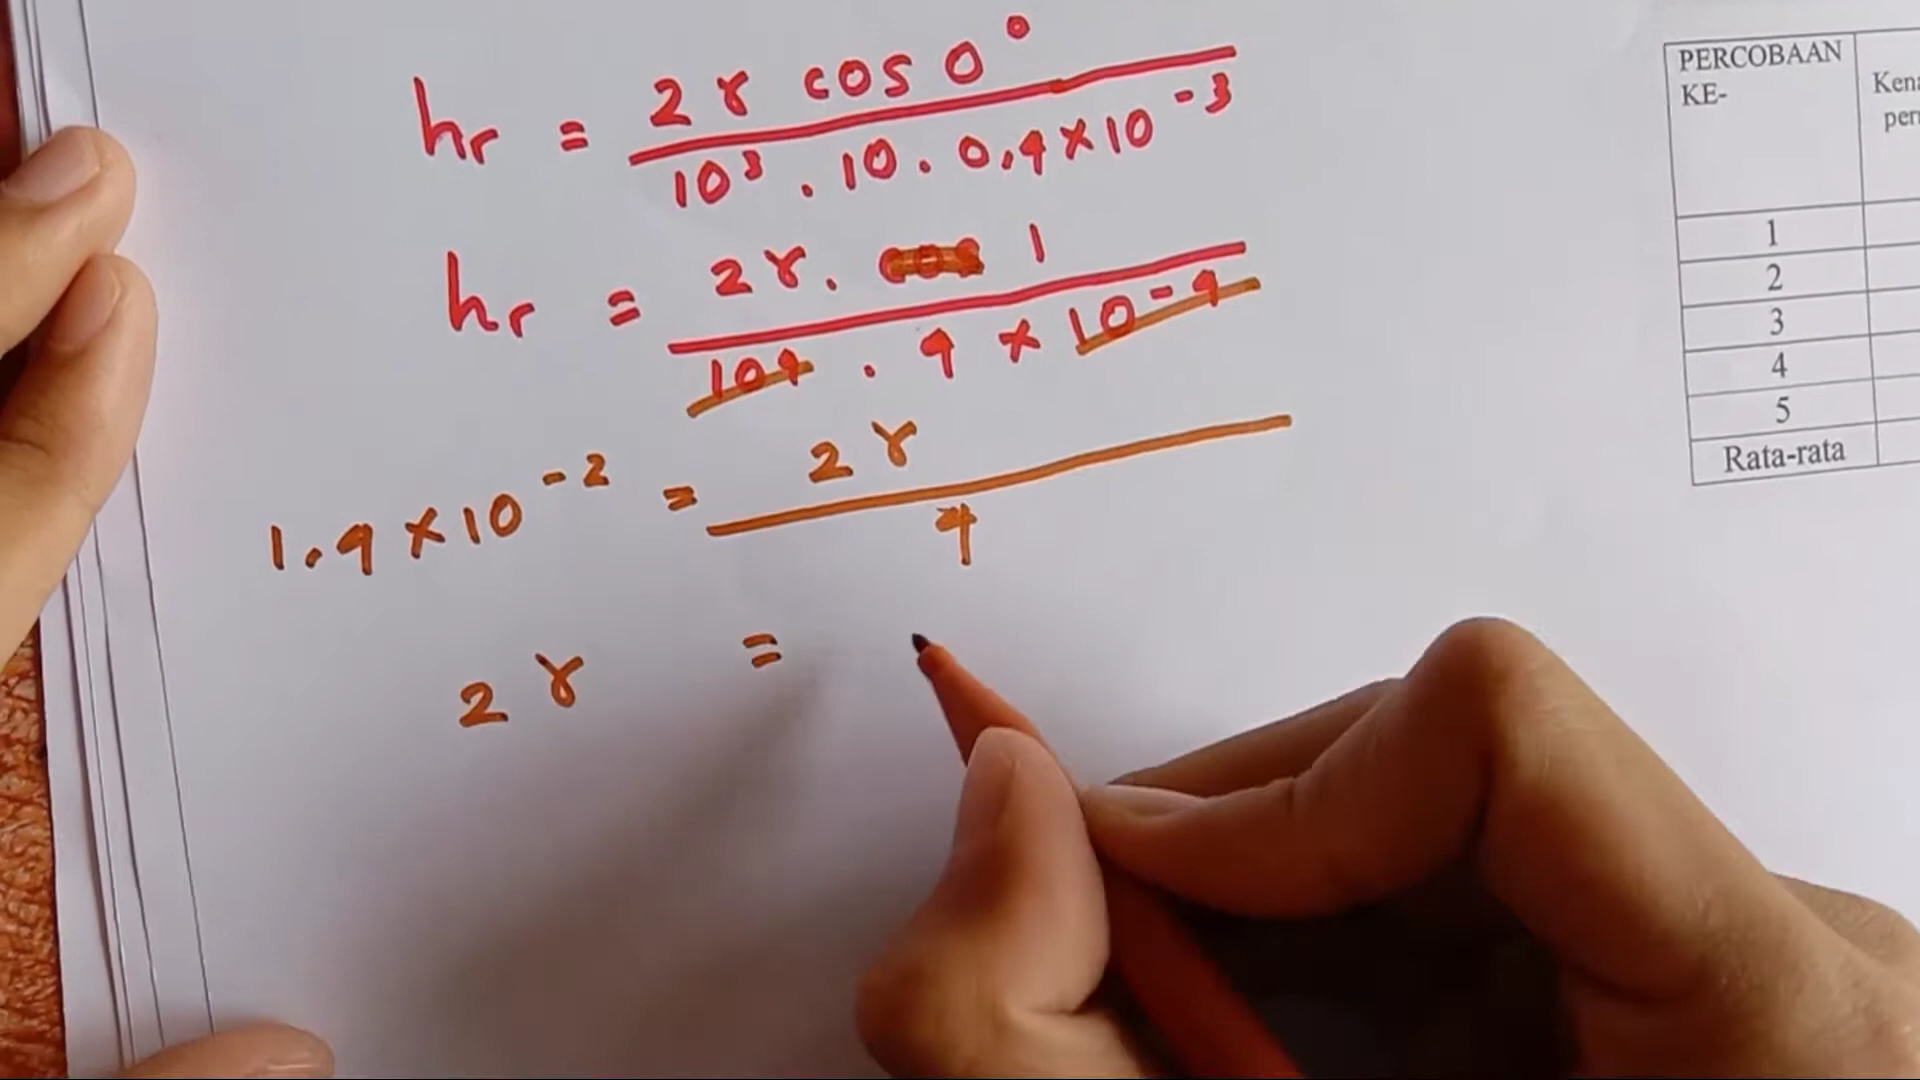 hr = 2γ cos 0° / 10³ . 10 . 0,4 × 10⁻³
hr = 2γ. 1 / 10⁴ . 4 × 10⁻⁴
1,4 × 10⁻² = 2γ / 4
2γ =
PERCOBAAN
KE-
1
2
3
4
5
Rata-rata